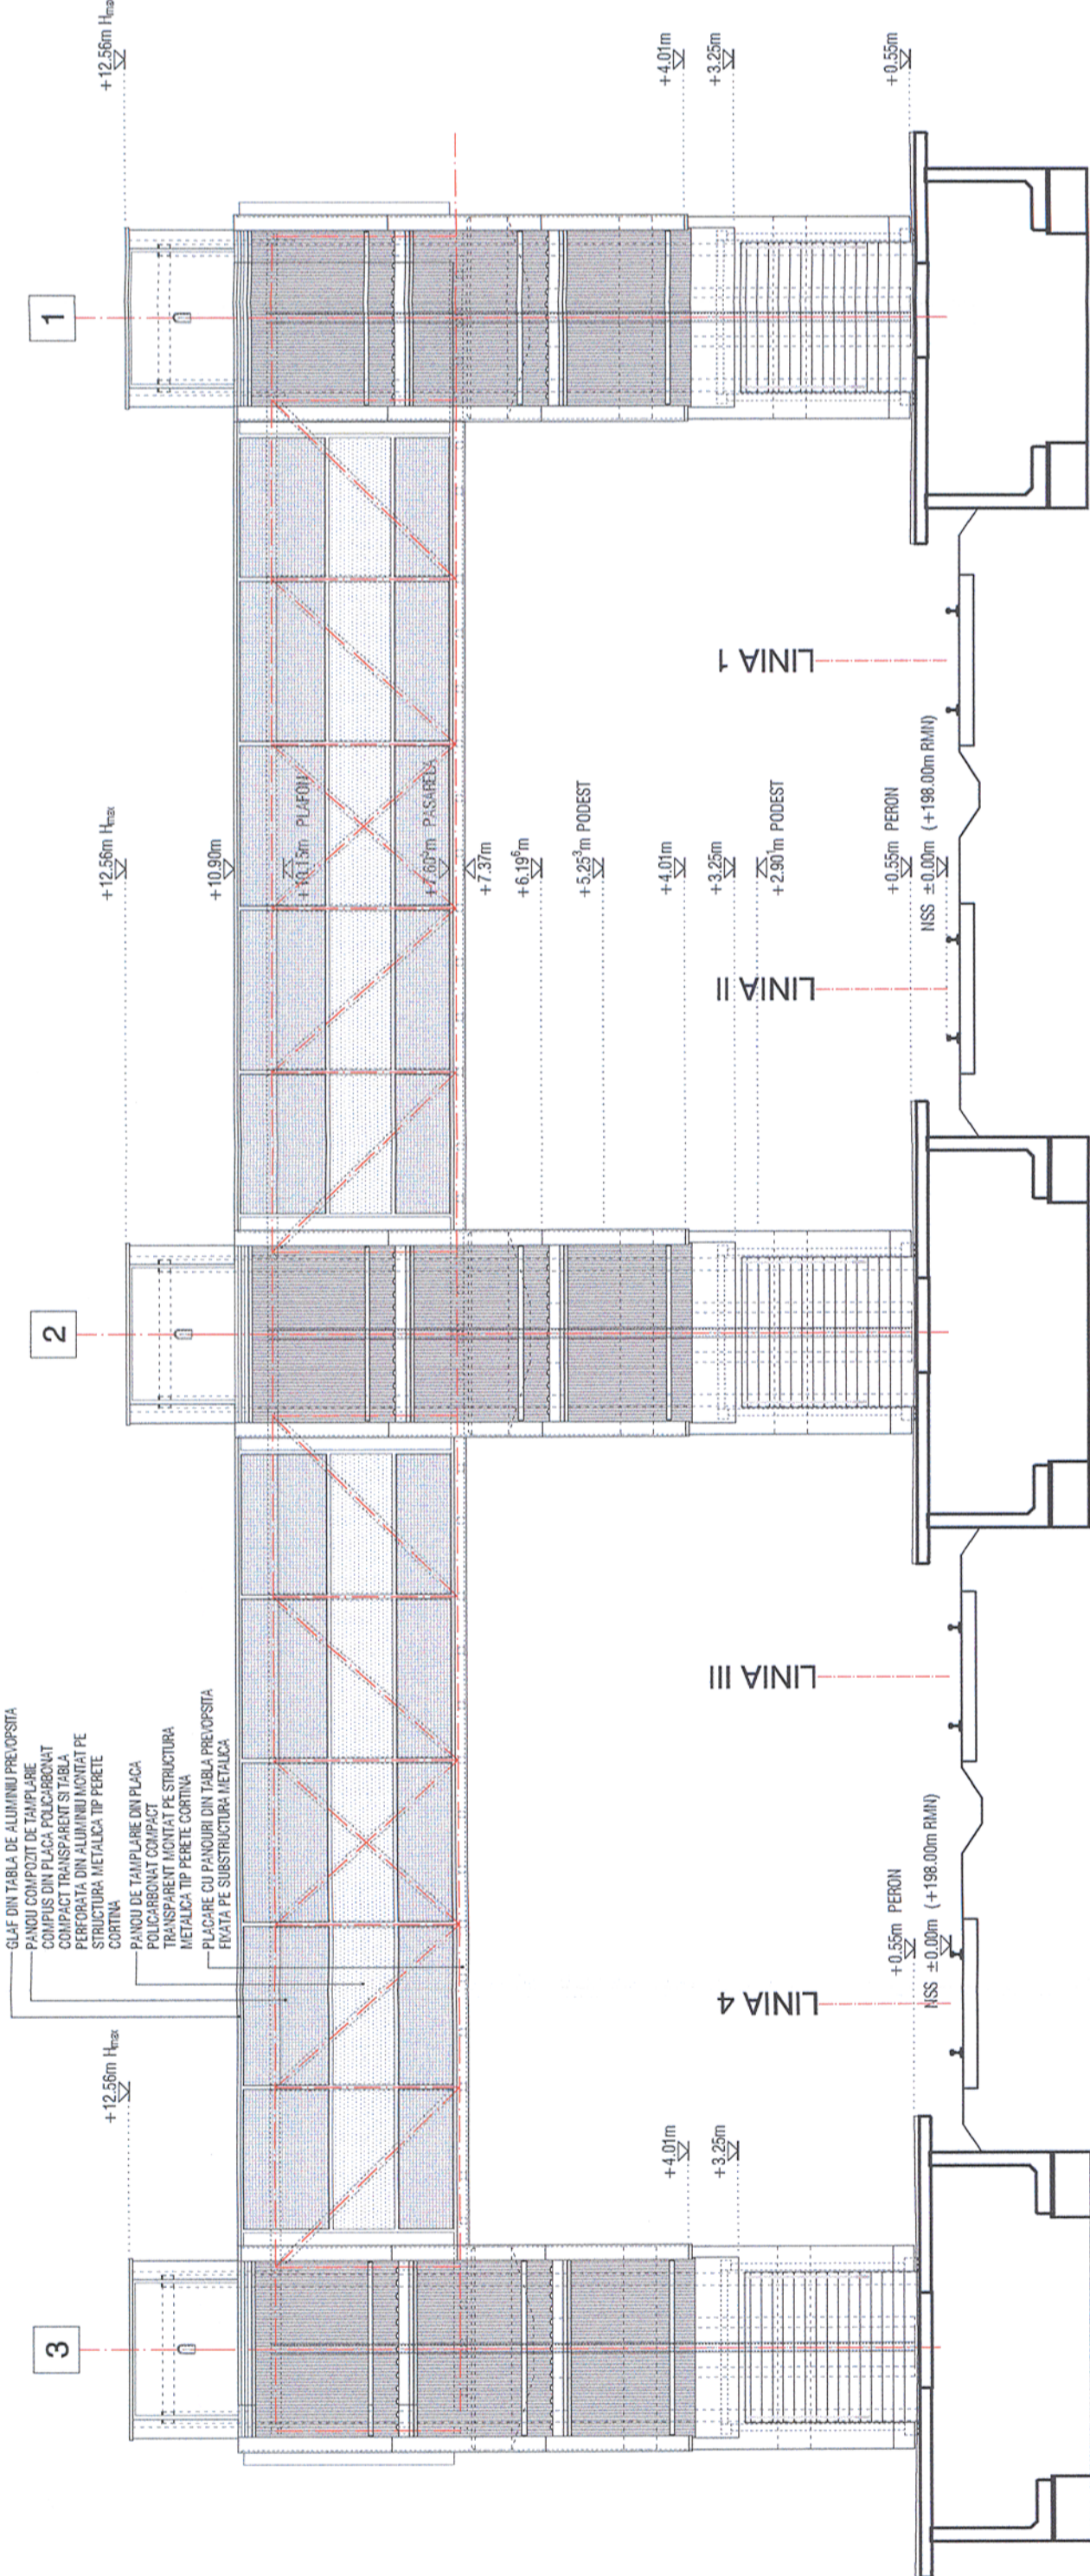 GLAF DIN TABLA DE ALUMINIU PREVOPSITA
PANOU COMPOZIT DE TAMPLARIE
COMPUS DIN PLACA POLICARBONAT
COMPACT TRANSPARENT SI TABLA
PERFORATA DIN ALUMINIU MONTAT PE
STRUCTURA METALICA TIP PERETE
CORTINA
PANOU DE TAMPLARIE DIN PLACA
POLICARBONAT COMPACT
TRANSPARENT MONTAT PE STRUCTURA
METALICA TIP PERETE CORTINA
PLACARE CU PANOURI DIN TABLA PREVOPSITA
FIXATA PE SUBSTRUCTURA METALICA
3
2
1
+12.56m Hmax
+4.01m
+3.25m
LINIA 4
+0.55m PERON
NSS ±0.00m (+198.00m RMN)
LINIA III
+12.56m Hmax
+10.90m
+10.15m PLAFON
+7.60⁵m PASARELA
+7.37m
+6.19⁶m
+5.25³m PODEST
+4.01m
+3.25m
+2.90¹m PODEST
+0.55m PERON
NSS ±0.00m (+198.00m RMN)
LINIA II
LINIA 1
+12.56m Hmax
+4.01m
+3.25m
+0.55m